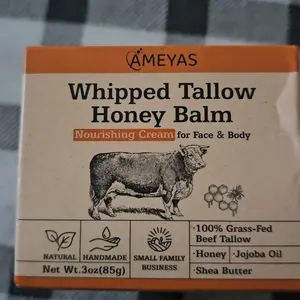 AMEYAS
Whipped Tallow
Honey Balm
Nourishing Cream for Face & Body
NATURAL
HANDMADE
SMALL FAMILY
BUSINESS
·100% Grass-Fed
Beef Tallow
·Honey ·Jojoba Oil
·Shea Butter
Net Wt.3oz(85g)